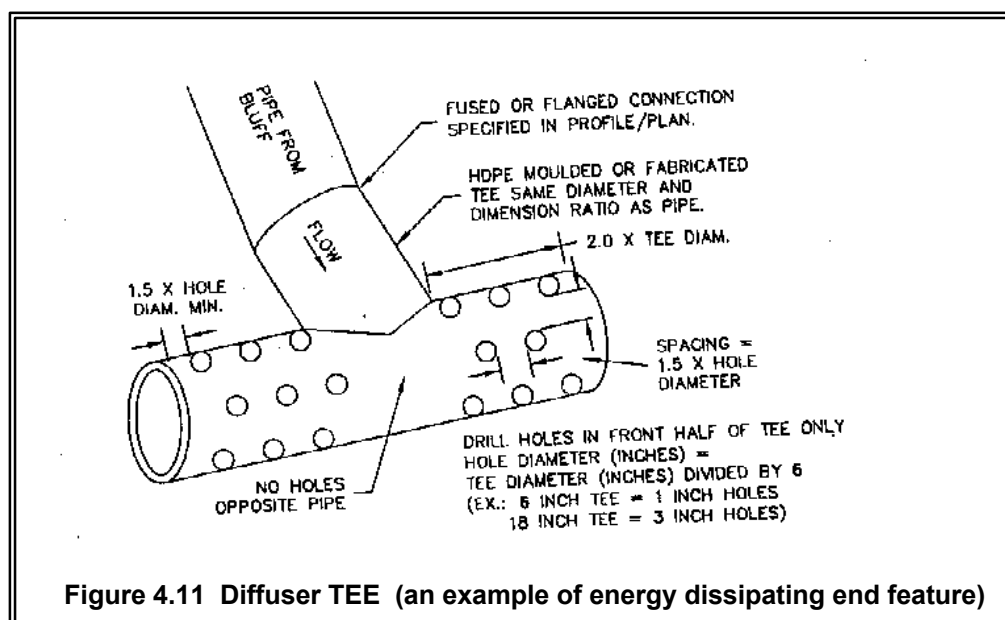 PIPE FROM
BLUFF
FUSED OR FLANGED CONNECTION
SPECIFIED IN PROFILE/PLAN.
HDPE MOULDED OR FABRICATED
TEE SAME DIAMETER AND
DIMENSION RATIO AS PIPE.
FLOW
2.0 X TEE DIAM.
1.5 X HOLE
DIAM. MIN.
SPACING =
1.5 X HOLE
DIAMETER
NO HOLES
OPPOSITE PIPE
DRILL HOLES IN FRONT HALF OF TEE ONLY
HOLE DIAMETER (INCHES) =
TEE DIAMETER (INCHES) DIVIDED BY 6
(EX.: 6 INCH TEE = 1 INCH HOLES
18 INCH TEE = 3 INCH HOLES)
Figure 4.11 Diffuser TEE (an example of energy dissipating end feature)